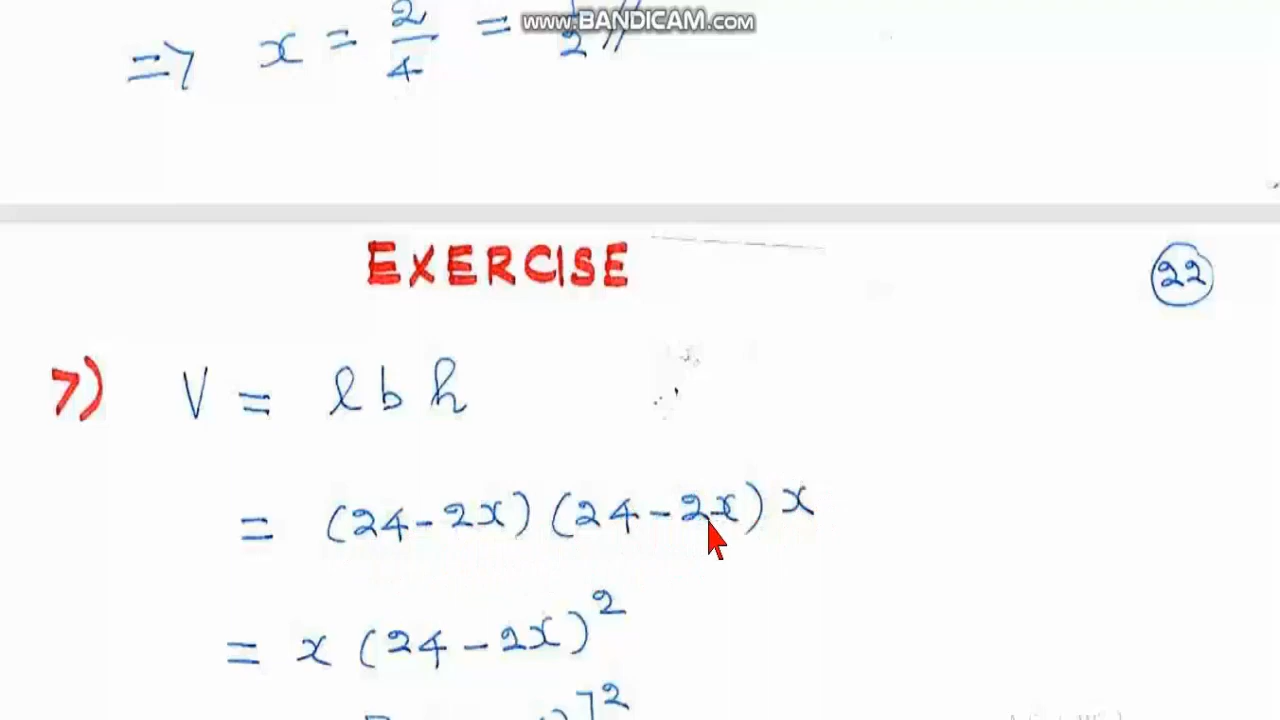 www.BANDICAM.com
=> x = 2/4 = 1/2 //
EXERCISE
22
7) V = l b h
= (24 - 2x) (24 - 2x) x
= x (24 - 2x)^2